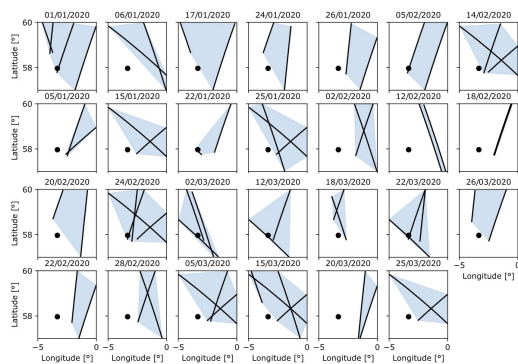 01/01/2020 06/01/2020 17/01/2020 24/01/2020 26/01/2020 05/02/2020 14/02/2020
Latitude [°] 60 58
05/01/2020 15/01/2020 22/01/2020 25/01/2020 02/02/2020 12/02/2020 18/02/2020
Latitude [°] 60 58
20/02/2020 24/02/2020 02/03/2020 12/03/2020 18/03/2020 22/03/2020 26/03/2020
Latitude [°] 60 58
−5 0
Longitude [°]
22/02/2020 28/02/2020 05/03/2020 15/03/2020 20/03/2020 25/03/2020
Latitude [°] 60 58
−5 0 −5 0 −5 0 −5 0 −5 0 −5 0
Longitude [°] Longitude [°] Longitude [°] Longitude [°] Longitude [°] Longitude [°]